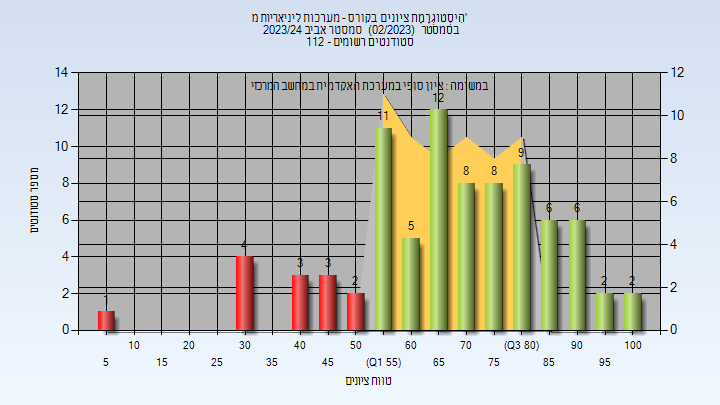 היסטוגרמת ציונים בקורס - מערכות ליניאריות מ'
בסמסטר (02/2023) סמסטר אביב 2023/24
סטודנטים רשומים - 112
במשימה : ציון סופי במערכת האקדמית במחשב המרכזי
מספר סטודנטים
14 12 10 8 6 4 2 0
12 10 8 6 4 2 0
1 4 3 3 2 11 5 12 8 8 9 6 6 2 2
10 20 30 40 50 60 70 (Q3 80) 90 100
5 15 25 35 45 (Q1 55) 65 75 85 95
טווח ציונים